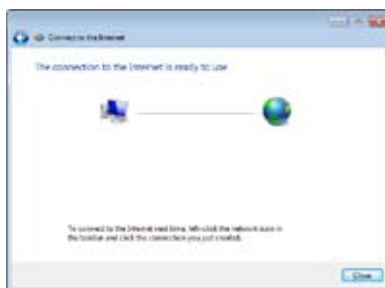 Connect to the Internet
The connection to the Internet is ready to use
To connect to the Internet next time, left-click the network icon in
the taskbar and click the connection you just created.
Close